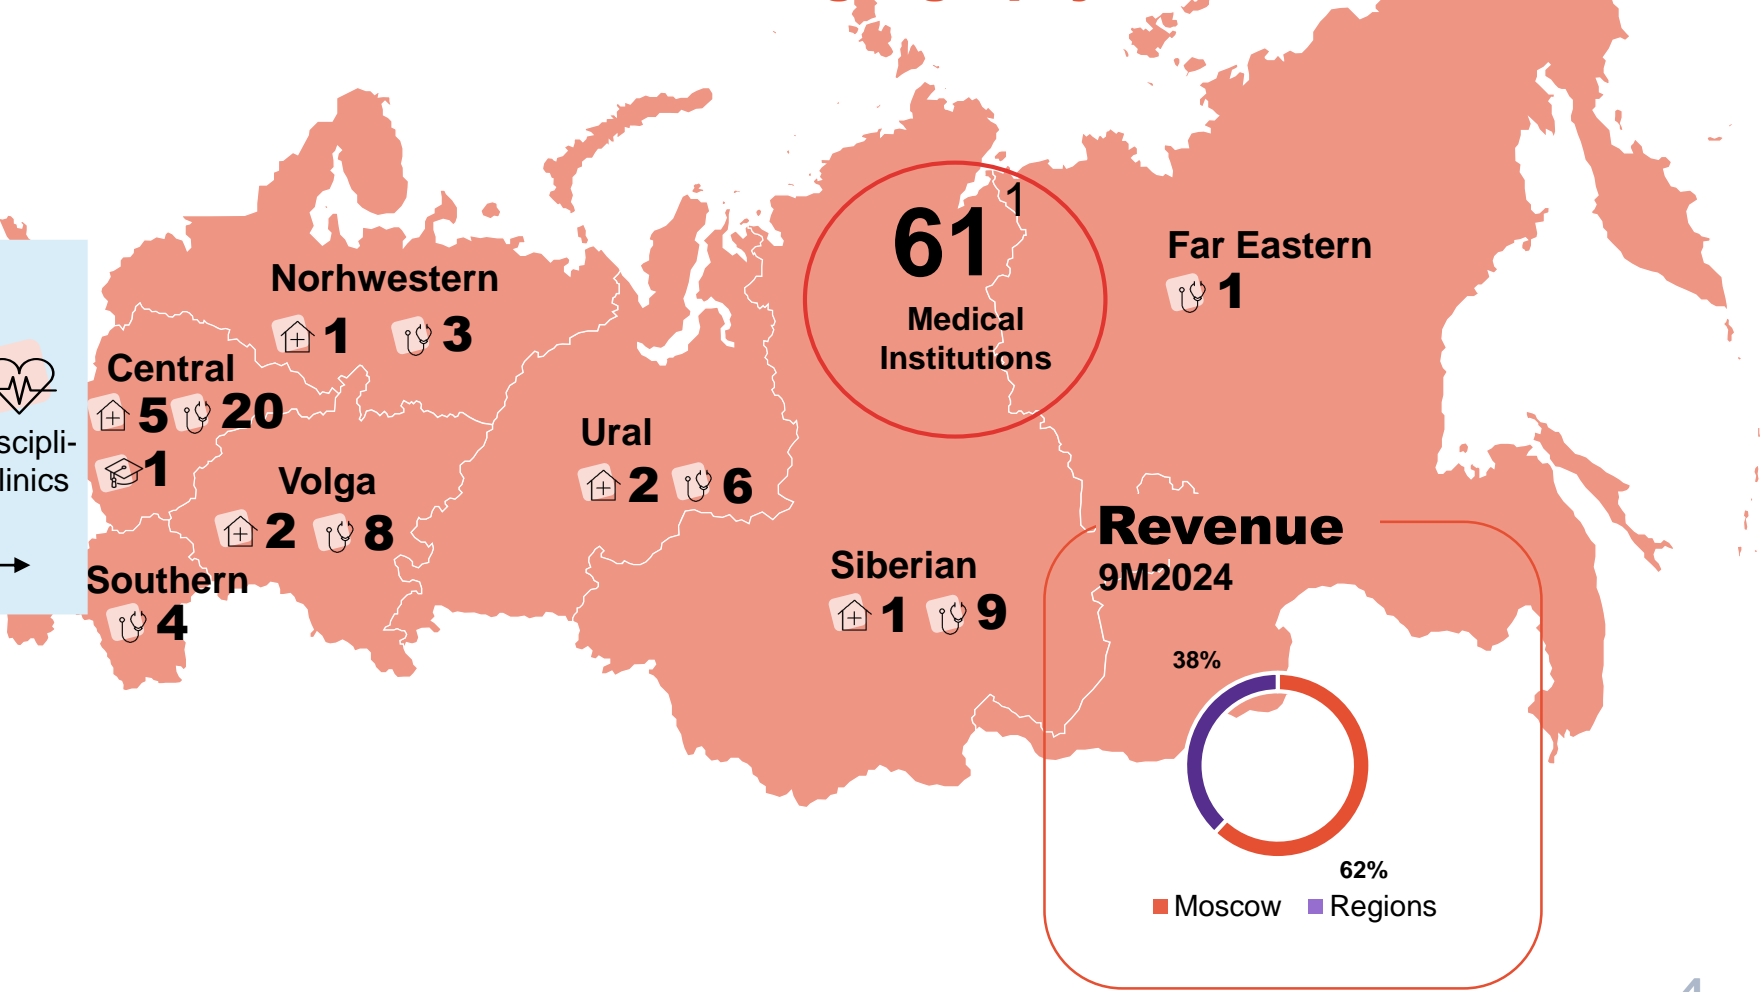 61 1
Medical
Institutions
Far Eastern
1
Norhwestern
1 3
Central
5 20
1
scipli-
linics
Ural
2 6
Volga
2 8
Southern
4
Siberian
1 9
Revenue
9M2024
38%
62%
Moscow Regions